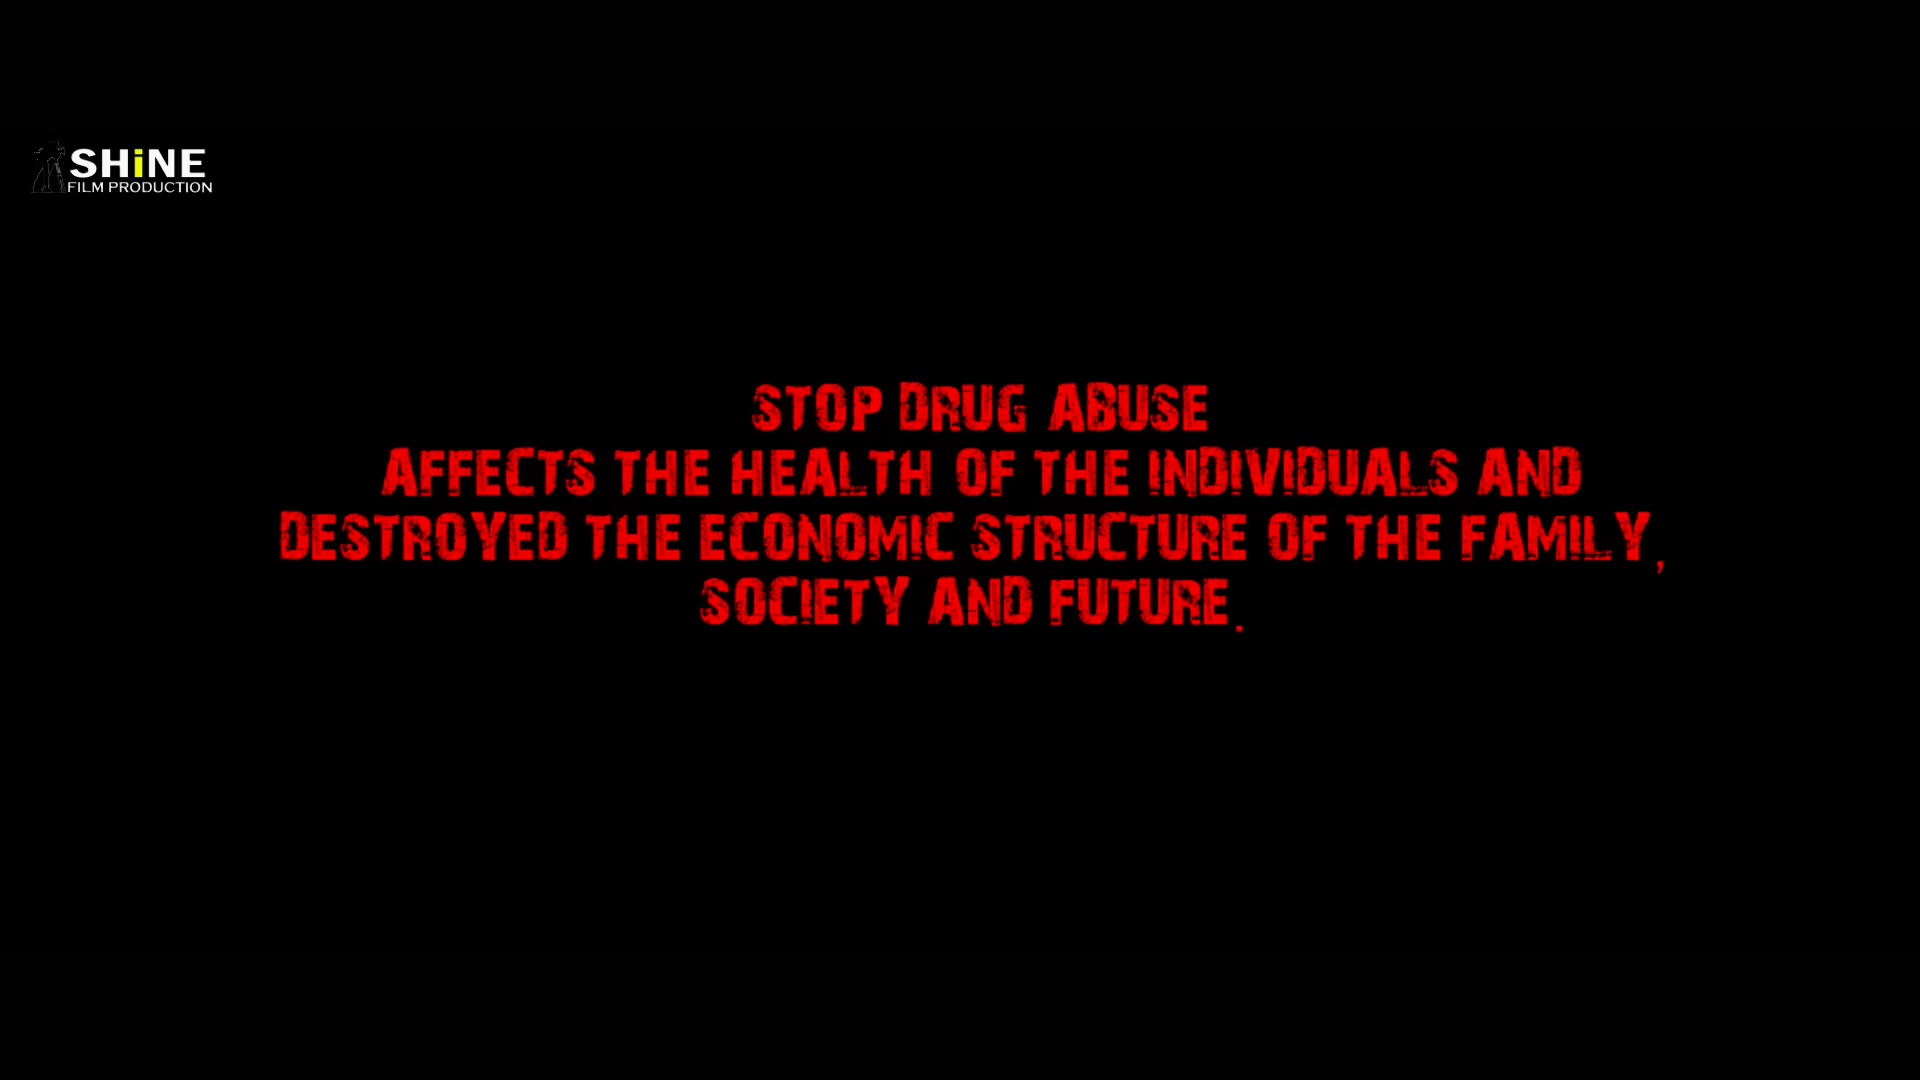 SHiNE
FILM PRODUCTION
STOP DRUG ABUSE
AFFECTS THE HEALTH OF THE INDIVIDUALS AND
DESTROYED THE ECONOMIC STRUCTURE OF THE FAMILY,
SOCIETY AND FUTURE.